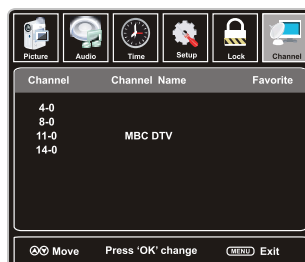 Picture Audio Time Setup Lock Channel
Channel Channel Name Favorite
4-0
8-0
11-0 MBC DTV
14-0
Move Press ‘OK’ change MENU Exit